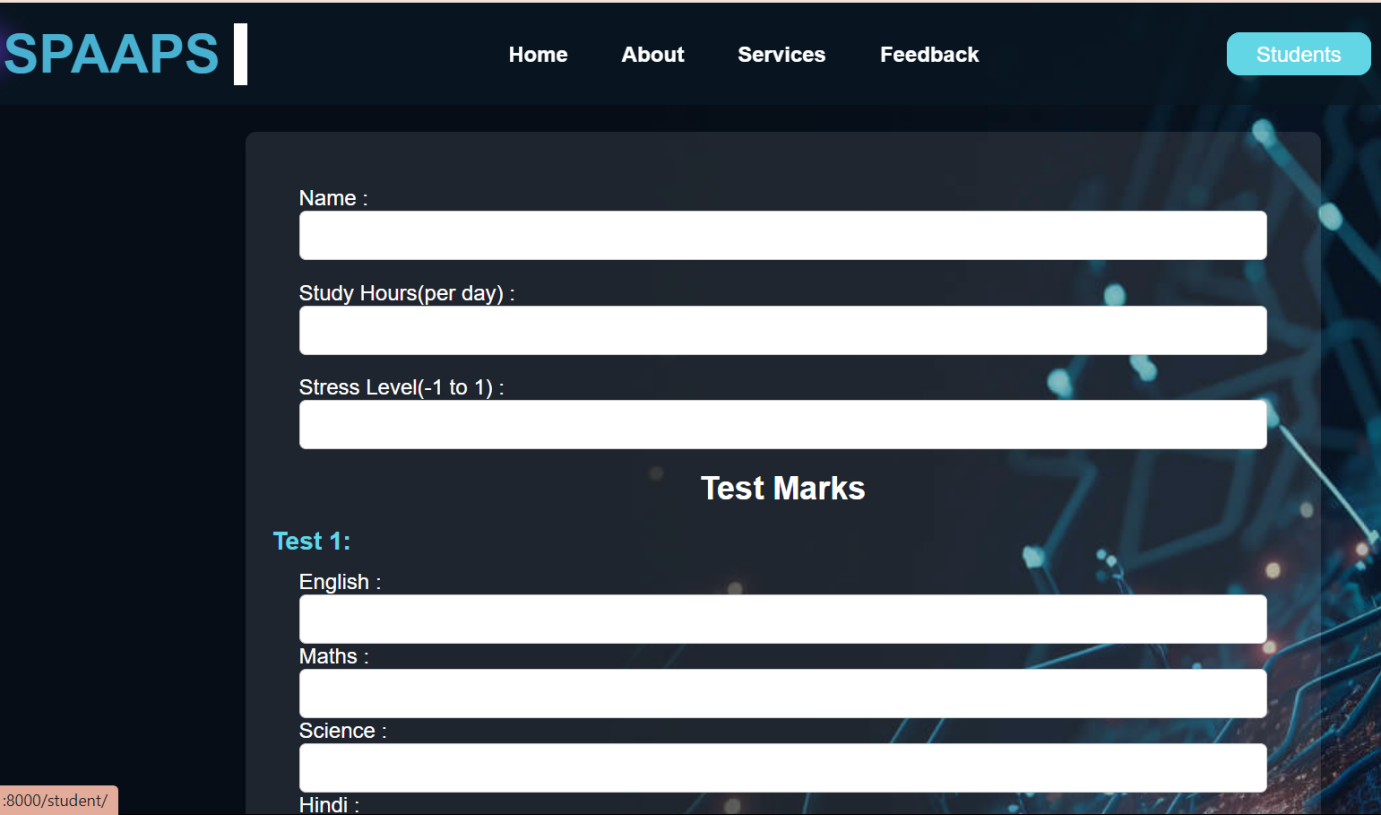 SPAAPS
Home About Services Feedback Students
Name :
Study Hours(per day) :
Stress Level(-1 to 1) :
Test Marks
Test 1:
English :
Maths :
Science :
Hindi :
:8000/student/